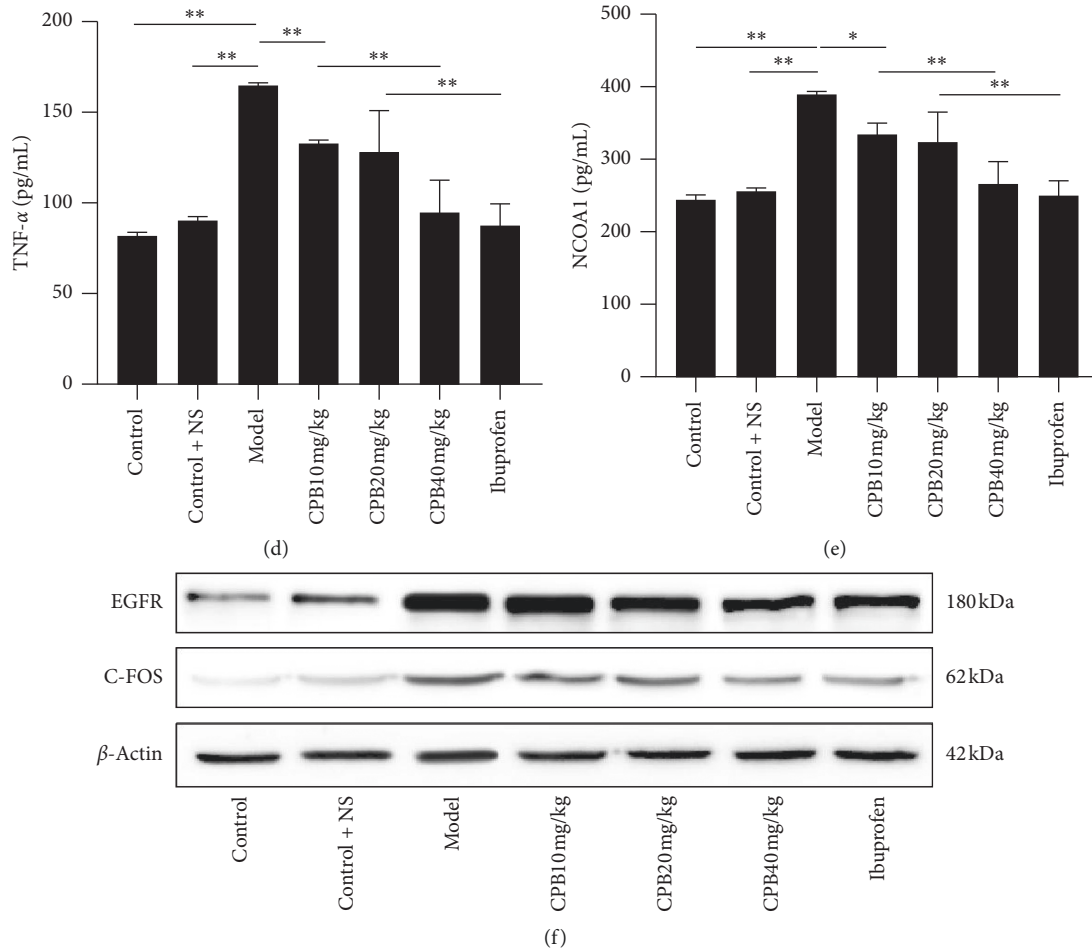 200
150
100
50
0
TNF-α (pg/mL)
**
**
**
**
**
Control
Control + NS
Model
CPB10 mg/kg
CPB20 mg/kg
CPB40 mg/kg
Ibuprofen
(d)
500
400
300
200
100
0
NCOA1 (pg/mL)
**
*
**
**
**
Control
Control + NS
Model
CPB10 mg/kg
CPB20 mg/kg
CPB40 mg/kg
Ibuprofen
(e)
EGFR
180 kDa
C-FOS
62 kDa
β-Actin
42 kDa
Control
Control + NS
Model
CPB10 mg/kg
CPB20 mg/kg
CPB40 mg/kg
Ibuprofen
(f)